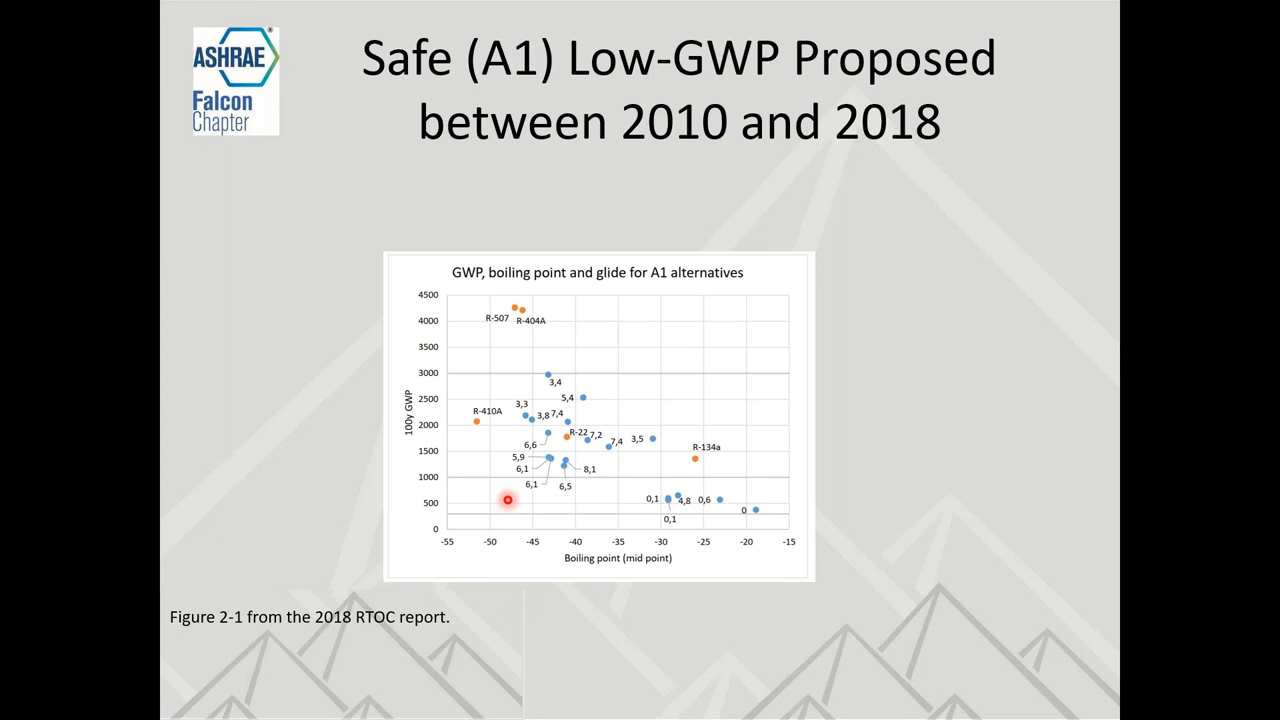 ASHRAE®
Falcon
Chapter
Safe (A1) Low-GWP Proposed
between 2010 and 2018
GWP, boiling point and glide for A1 alternatives
4500
4000
3500
3000
2500
2000
1500
1000
500
0
100y GWP
R-507
R-404A
3,4
5,4
3,3
3,8
7,4
R-410A
R-22
7,2
6,6
7,4
3,5
R-134a
5,9
6,1
8,1
6,1
6,5
0,1
4,8
0,6
0
0,1
-55
-50
-45
-40
-35
-30
-25
-20
-15
Boiling point (mid point)
Figure 2-1 from the 2018 RTOC report.